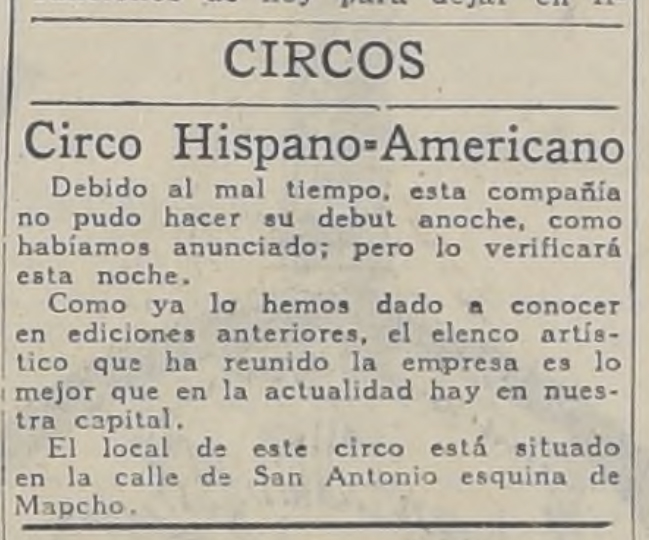 CIRCOS
Circo Hispano=Americano
Debido al mal tiempo, esta compañía
no pudo hacer su debut anoche, como
habíamos anunciado; pero lo verificará
esta noche.
Como ya lo hemos dado a conocer
en ediciones anteriores, el elenco artís-
tico que ha reunido la empresa es lo
mejor que en la actualidad hay en nues-
tra capital.
El local de este circo está situado
en la calle de San Antonio esquina de
Mapcho.